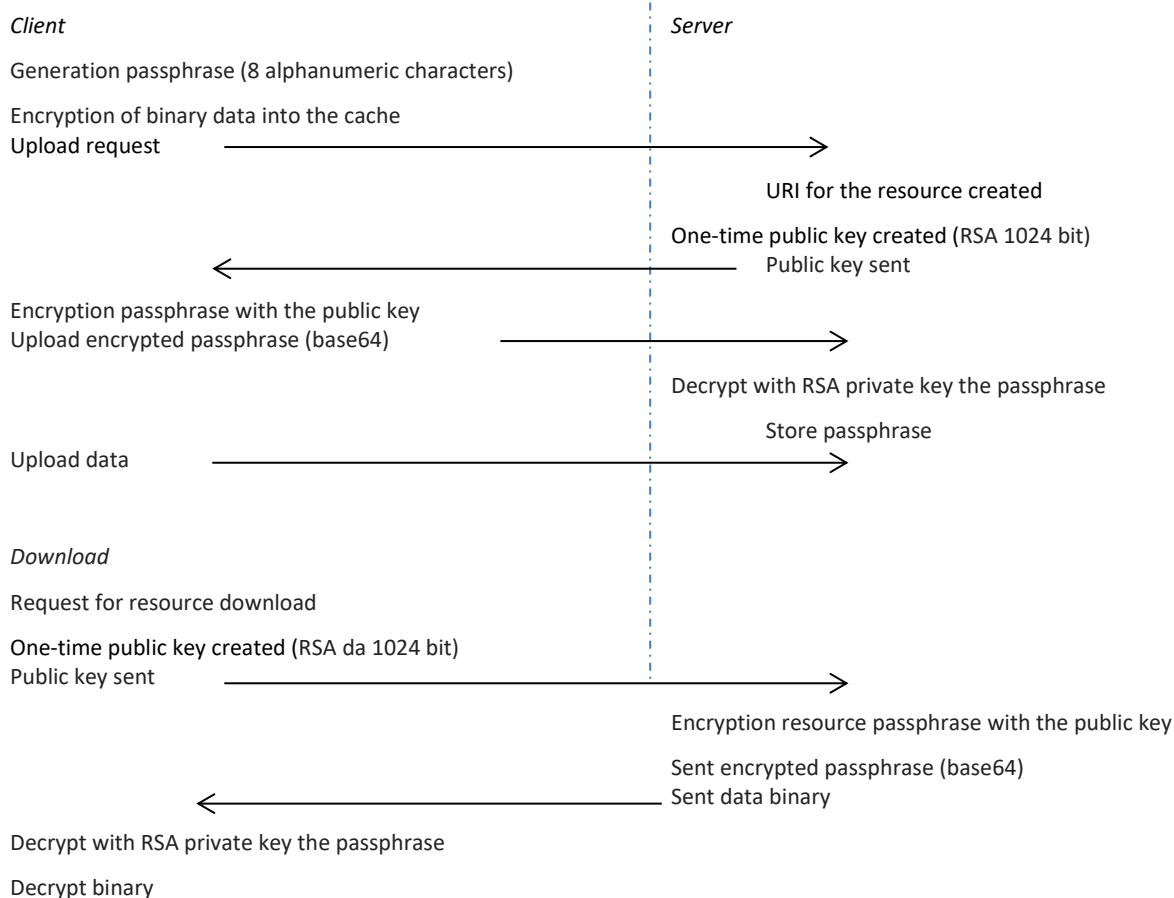 Client
Server
Generation passphrase (8 alphanumeric characters)
Encryption of binary data into the cache
Upload request
URI for the resource created
One-time public key created (RSA 1024 bit)
Public key sent
Encryption passphrase with the public key
Upload encrypted passphrase (base64)
Decrypt with RSA private key the passphrase
Store passphrase
Upload data
Download
Request for resource download
One-time public key created (RSA da 1024 bit)
Public key sent
Encryption resource passphrase with the public key
Sent encrypted passphrase (base64)
Sent data binary
Decrypt with RSA private key the passphrase
Decrypt binary